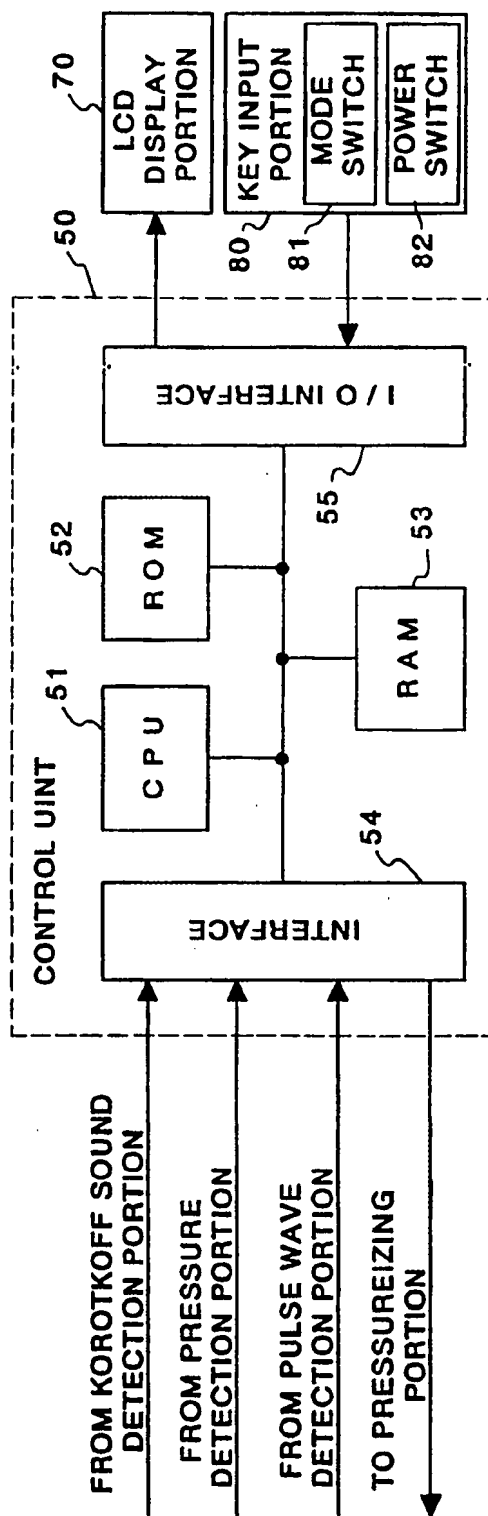 CONTROL UINT
50
FROM KOROTKOFF SOUND
DETECTION PORTION
FROM PRESSURE
DETECTION PORTION
FROM PULSE WAVE
DETECTION PORTION
TO PRESSUREIZING
PORTION
INTERFACE
54
51
CPU
52
ROM
RAM
53
I/O INTERFACE
55
70
LCD
DISPLAY
PORTION
KEY INPUT
PORTION
80
MODE
SWITCH
81
POWER
SWITCH
82